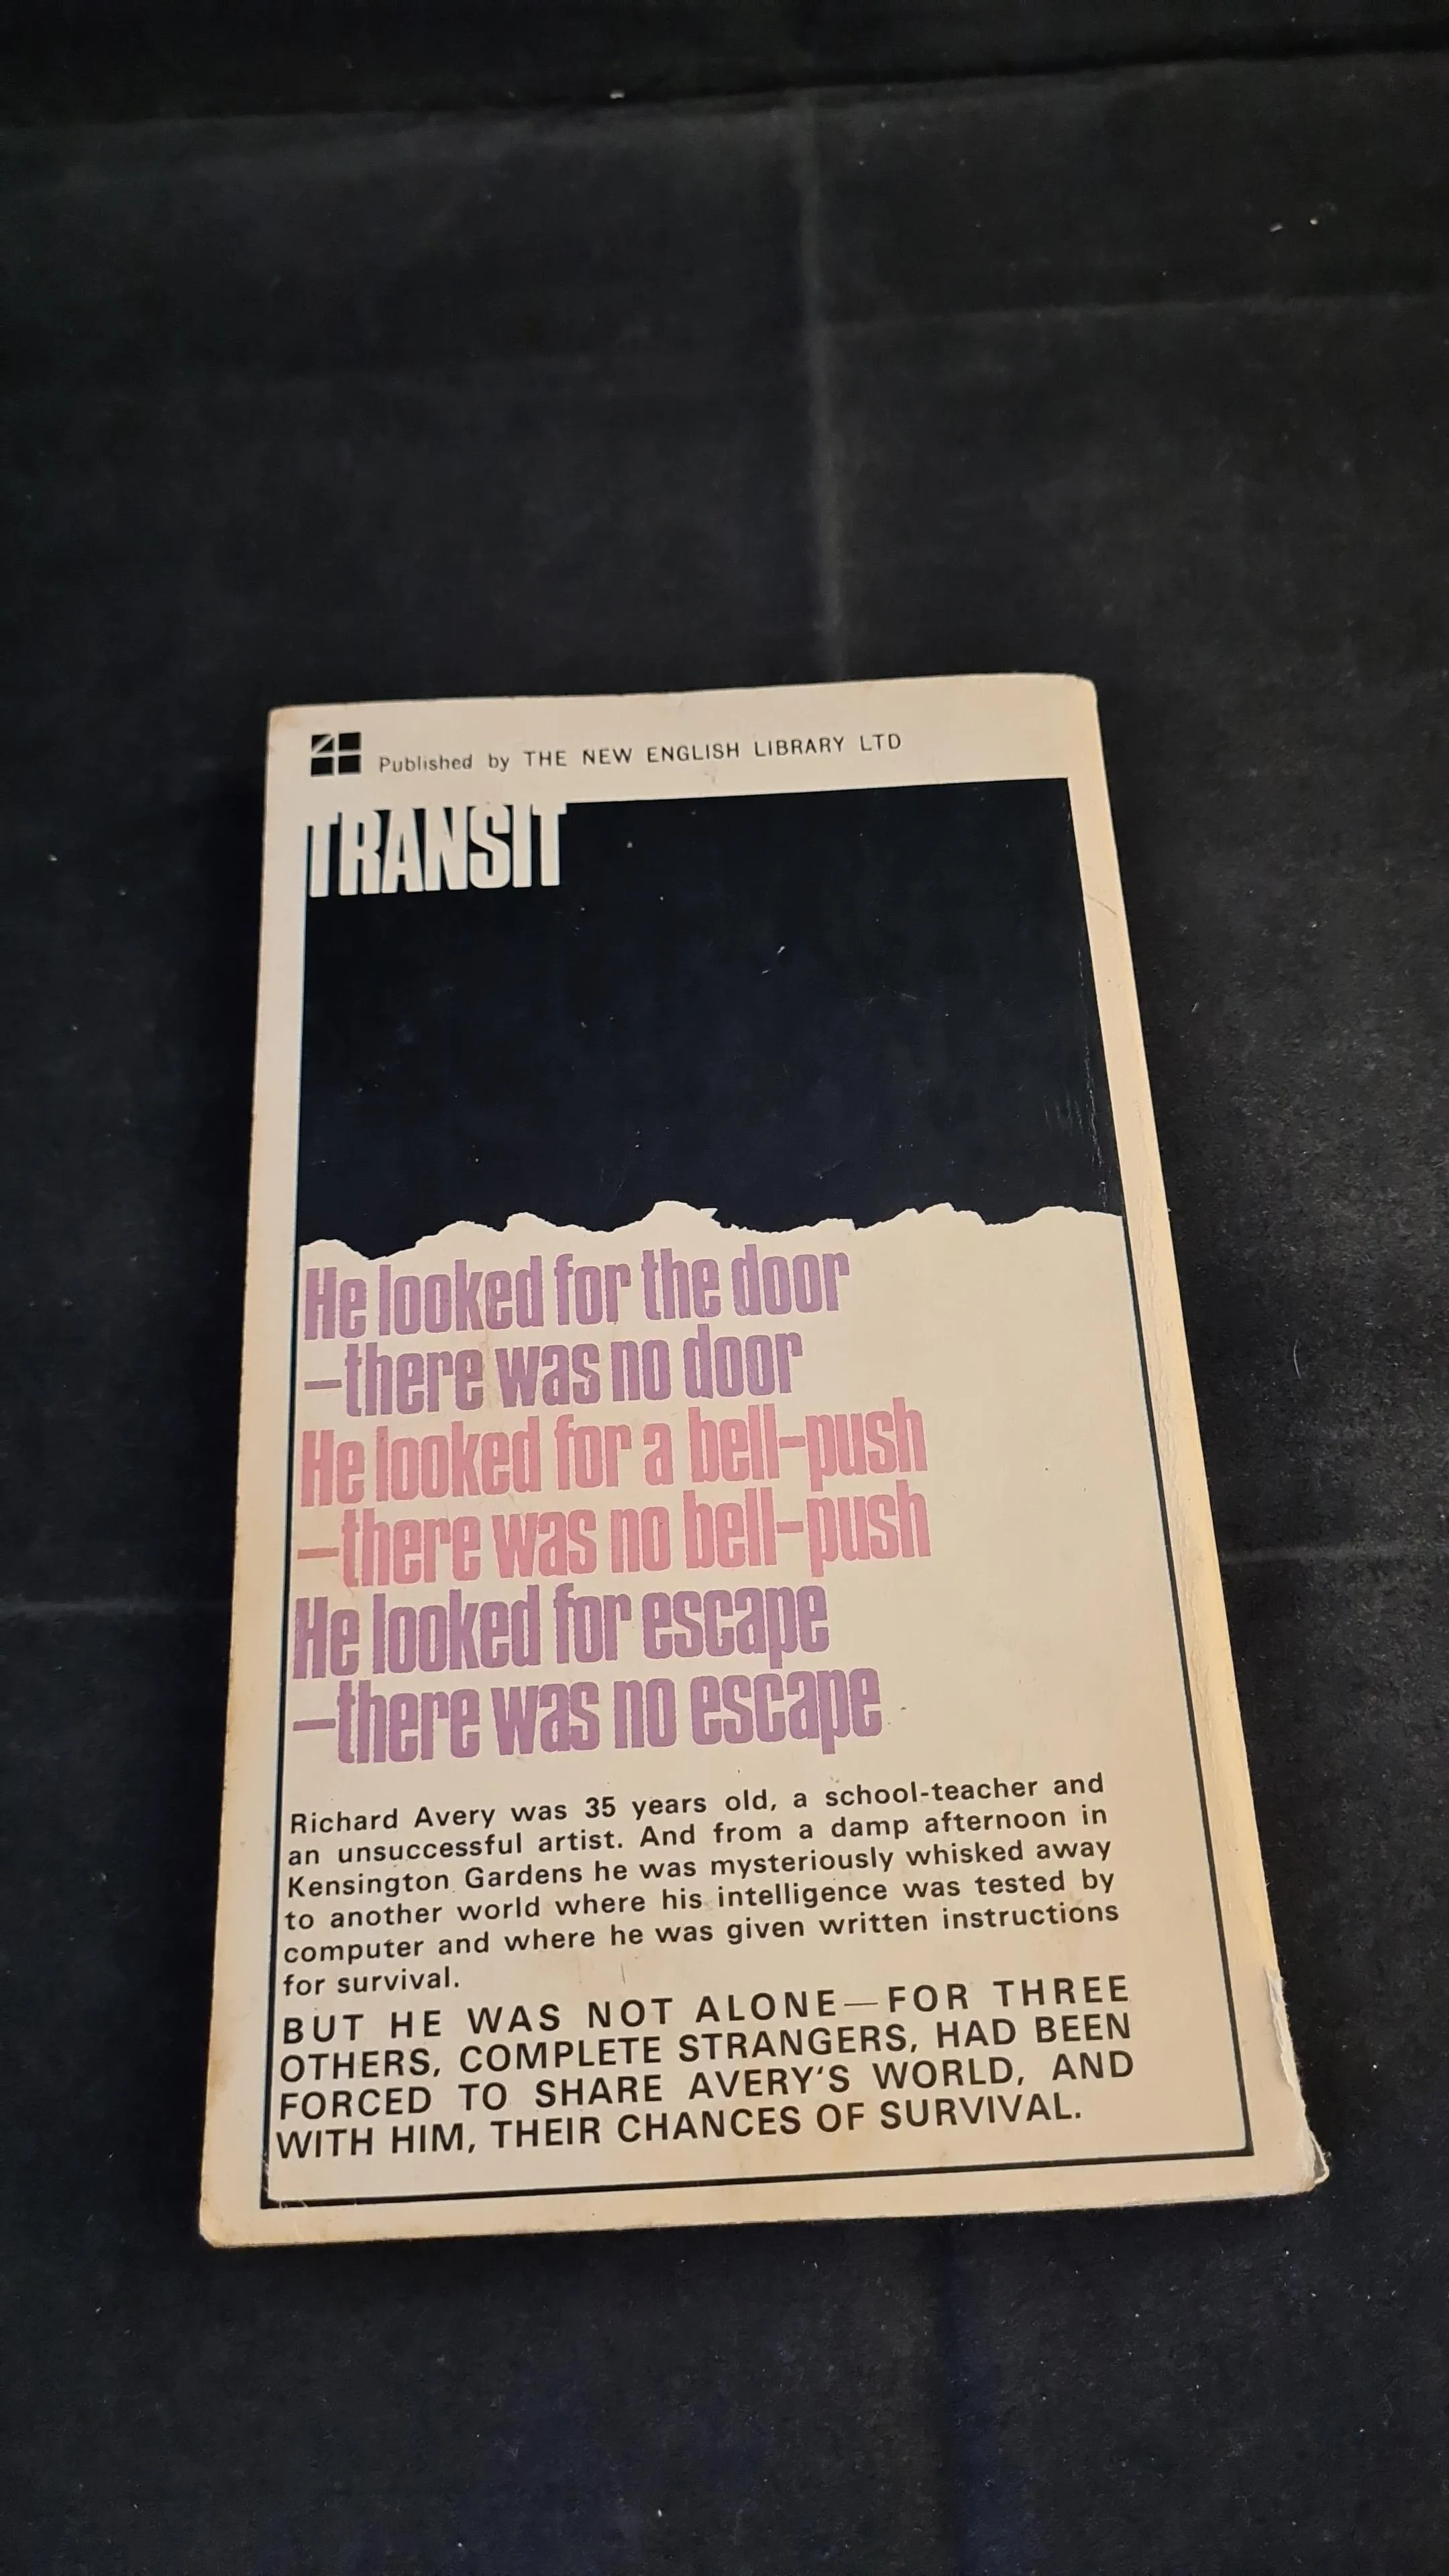 Published by THE NEW ENGLISH LIBRARY LTD
TRANSIT
He looked for the door
—there was no door
He looked for a bell-push
—there was no bell-push
He looked for escape
—there was no escape
Richard Avery was 35 years old, a school-teacher and
an unsuccessful artist. And from a damp afternoon in
Kensington Gardens he was mysteriously whisked away
to another world where his intelligence was tested by
computer and where he was given written instructions
for survival.
BUT HE WAS NOT ALONE—FOR THREE
OTHERS, COMPLETE STRANGERS, HAD BEEN
FORCED TO SHARE AVERY'S WORLD, AND
WITH HIM, THEIR CHANCES OF SURVIVAL.